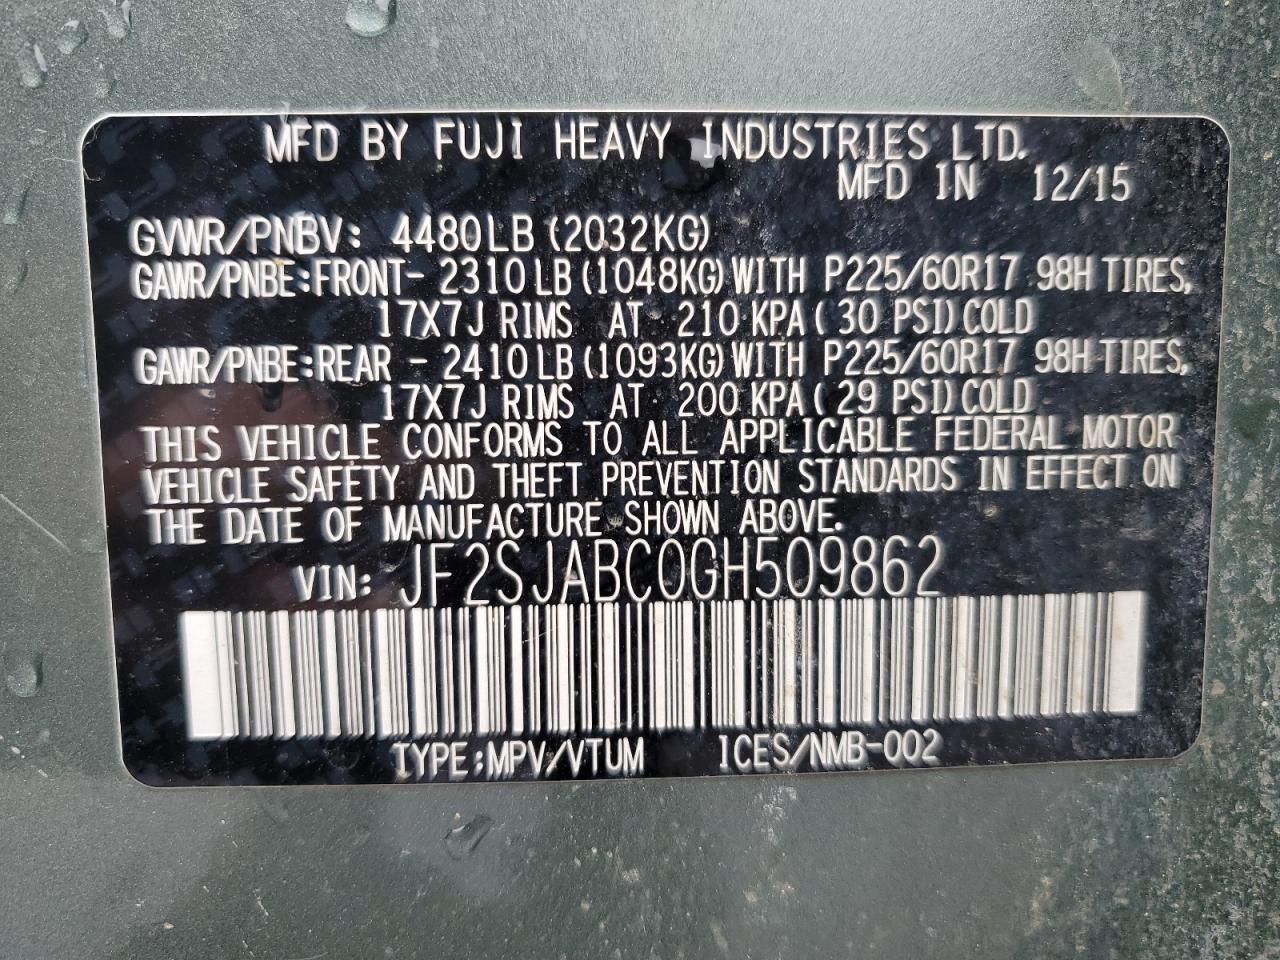 MFD BY FUJI HEAVY INDUSTRIES LTD.
MFD IN 12/15
GVWR/PNBV: 4480LB (2032KG)
GAWR/PNBE:FRONT- 2310LB (1048KG) WITH P225/60R17 98H TIRES,
17X7J RIMS AT 210 KPA ( 30 PSI) COLD
GAWR/PNBE:REAR - 2410LB (1093KG) WITH P225/60R17 98H TIRES,
17X7J RIMS AT 200 KPA ( 29 PSI) COLD
THIS VEHICLE CONFORMS TO ALL APPLICABLE FEDERAL MOTOR
VEHICLE SAFETY AND THEFT PREVENTION STANDARDS IN EFFECT ON
THE DATE OF MANUFACTURE SHOWN ABOVE.
VIN: JF2SJABC0GH509862
TYPE:MPV/VTUM ICES/NMB-002